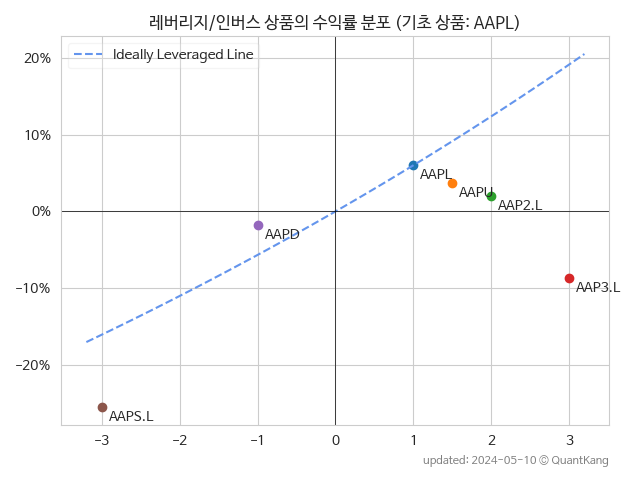 레버리지/인버스 상품의 수익률 분포 (기초 상품: AAPL)
Ideally Leveraged Line
20%
10%
0%
−10%
−20%
AAPL
AAPU
AAP2.L
AAPD
AAP3.L
AAPS.L
−3 −2 −1 0 1 2 3
updated: 2024-05-10 © QuantKang